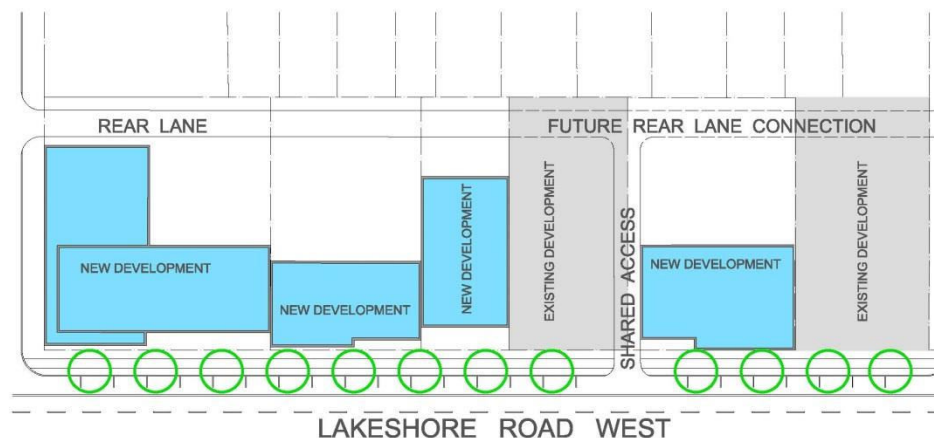 REAR LANE
FUTURE REAR LANE CONNECTION
NEW DEVELOPMENT
NEW DEVELOPMENT
NEW DEVELOPMENT
EXISTING DEVELOPMENT
SHARED ACCESS
NEW DEVELOPMENT
EXISTING DEVELOPMENT
LAKESHORE ROAD WEST